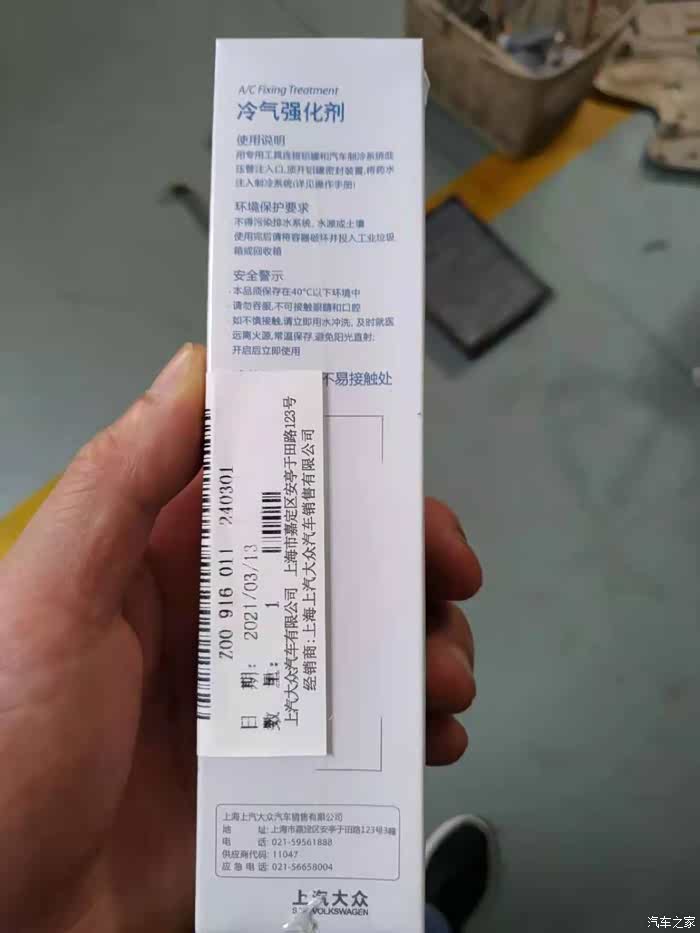 A/C Fixing Treatment
冷气强化剂
使用说明
用专用工具连接铝罐和汽车制冷系统低
压管注入口,顶开铝罐密封装置,将药水
注入制冷系统(详见操作手册)
环境保护要求
不得污染排水系统, 水源或土壤
使用完后请将容器破坏并投入工业垃圾
箱或回收箱
安全警示
本品须保存在40°C以下环境中
请勿吞服,不可接触眼睛和口腔
如不慎接触,请立即用水冲洗, 及时就医
远离火源,常温保存,避免阳光直射;
开启后立即使用
不易接触处
Z00 916 011 240301
日 期: 2021/03/13
数 量: 1
上汽大众汽车有限公司 上海市嘉定区安亭于田路123号
经销商:上海上汽大众汽车销售有限公司
上海上汽大众汽车销售有限公司
地 址: 上海市嘉定区安亭于田路123号3幢
电 话: 021-59561888
供应商代码: 11047
应 急 电 话: 021-56658004
上汽大众
VOLKSWAGEN
汽车之家